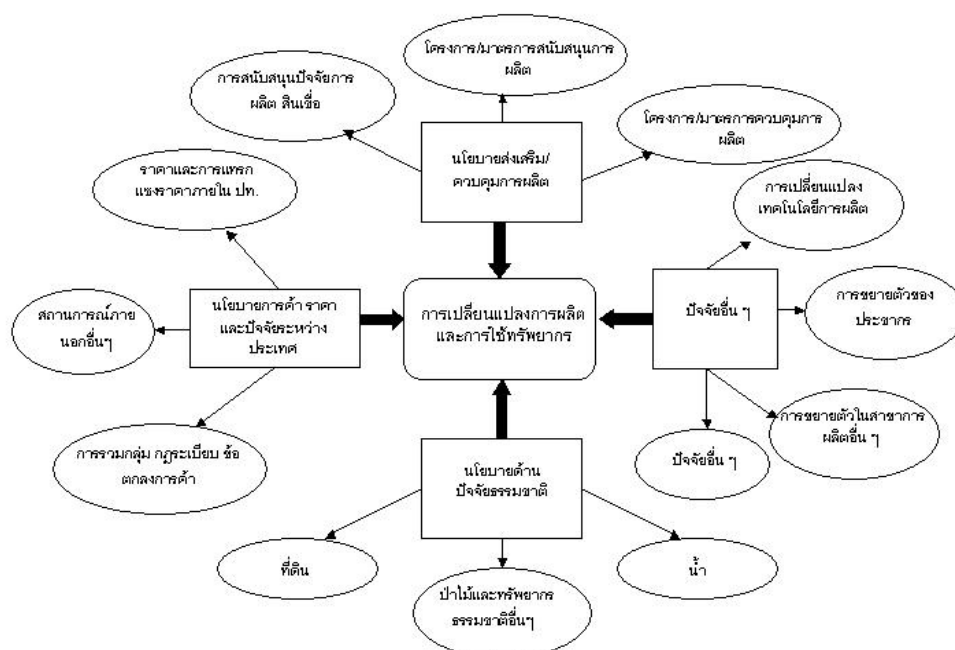 โครงการ/มาตรการสนับสนุนการ
ผลิต
การสนับสนุนปัจจัยการ
ผลิต สินเชื่อ
โครงการ/มาตรการควบคุมการ
ผลิต
นโยบายส่งเสริม/
ควบคุมการผลิต
ราคาและการแทรก
แซงราคาภายใน ปท.
การเปลี่ยนแปลง
เทคโนโลยีการผลิต
สถานการณ์ภาย
นอกอื่นๆ
นโยบายการค้า ราคา
และปัจจัยระหว่าง
ประเทศ
การเปลี่ยนแปลงการผลิต
และการใช้ทรัพยากร
ปัจจัยอื่น ๆ
การขยายตัวของ
ประชากร
การรวมกลุ่ม กฎระเบียบ ข้อ
ตกลงการค้า
นโยบายด้าน
ปัจจัยธรรมชาติ
ปัจจัยอื่น ๆ
การขยายตัวในสาขาการ
ผลิตอื่น ๆ
ที่ดิน
ป่าไม้และทรัพยากร
ธรรมชาติอื่นๆ
น้ำ